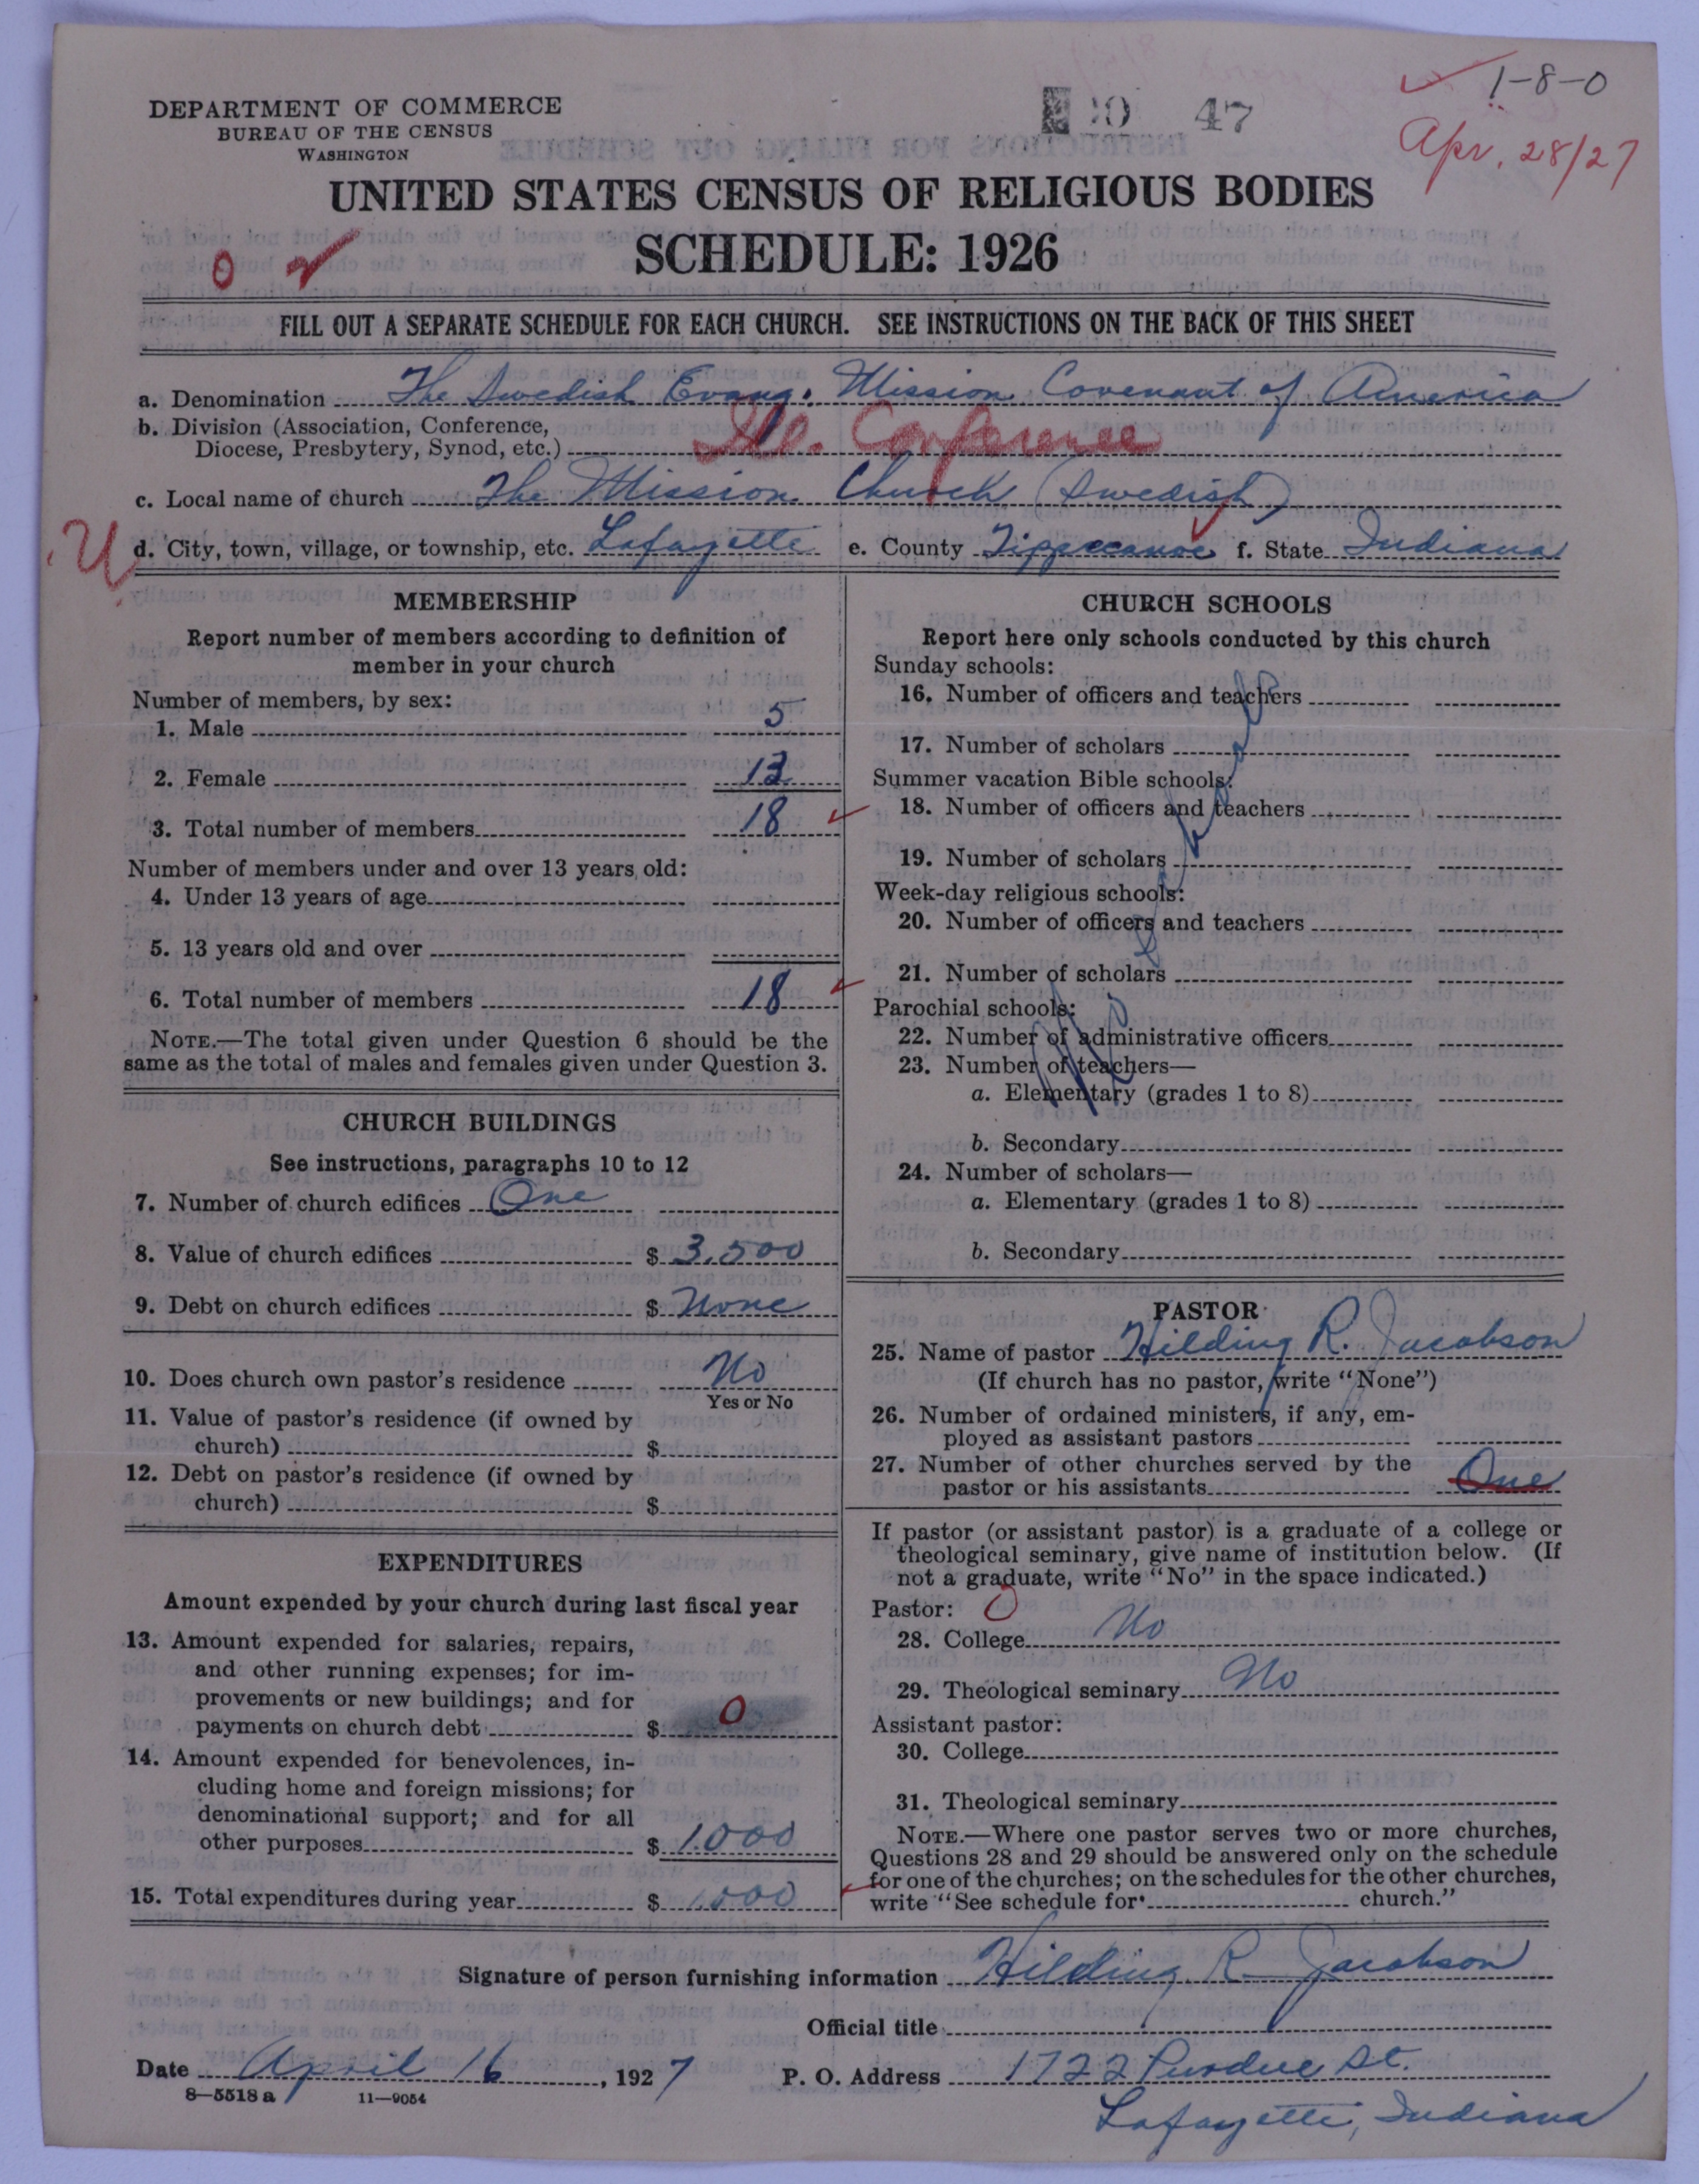 1-8-0
Apr. 28/27
DEPARTMENT OF COMMERCE
BUREAU OF THE CENSUS
WASHINGTON
47
UNITED STATES CENSUS OF RELIGIOUS BODIES
SCHEDULE: 1926
0
FILL OUT A SEPARATE SCHEDULE FOR EACH CHURCH. SEE INSTRUCTIONS ON THE BACK OF THIS SHEET
a. Denomination The Swedish Evang. Mission Covenant of America
b. Division (Association, Conference,
Diocese, Presbytery, Synod, etc.) Ill. Conference
c. Local name of church The Mission Church (Swedish)
U
d. City, town, village, or township, etc. Lafayette e. County Tippecanoe f. State Indiana
MEMBERSHIP
Report number of members according to definition of
member in your church
Number of members, by sex:
1. Male 5
2. Female 13
3. Total number of members 18
Number of members under and over 13 years old:
4. Under 13 years of age
5. 13 years old and over
6. Total number of members 18
NOTE.—The total given under Question 6 should be the
same as the total of males and females given under Question 3.
CHURCH BUILDINGS
See instructions, paragraphs 10 to 12
7. Number of church edifices One
8. Value of church edifices $ 3,500
9. Debt on church edifices $ None
10. Does church own pastor's residence No
Yes or No
11. Value of pastor's residence (if owned by
church) $
12. Debt on pastor's residence (if owned by
church) $
EXPENDITURES
Amount expended by your church during last fiscal year
13. Amount expended for salaries, repairs,
and other running expenses; for im-
provements or new buildings; and for
payments on church debt $ 0
14. Amount expended for benevolences, in-
cluding home and foreign missions; for
denominational support; and for all
other purposes $ 1.000
15. Total expenditures during year $ 1.000
CHURCH SCHOOLS
Report here only schools conducted by this church
Sunday schools:
16. Number of officers and teachers
17. Number of scholars
Summer vacation Bible schools:
18. Number of officers and teachers
19. Number of scholars
Week-day religious schools:
20. Number of officers and teachers
21. Number of scholars
Parochial schools:
22. Number of administrative officers
23. Number of teachers—
a. Elementary (grades 1 to 8)
b. Secondary
24. Number of scholars—
a. Elementary (grades 1 to 8)
b. Secondary
PASTOR
25. Name of pastor Hilding R. Jacobson
(If church has no pastor, write "None")
26. Number of ordained ministers, if any, em-
ployed as assistant pastors
27. Number of other churches served by the
pastor or his assistants One
If pastor (or assistant pastor) is a graduate of a college or
theological seminary, give name of institution below. (If
not a graduate, write "No" in the space indicated.)
Pastor: 0
28. College No
29. Theological seminary No
Assistant pastor:
30. College
31. Theological seminary
NOTE.—Where one pastor serves two or more churches,
Questions 28 and 29 should be answered only on the schedule
for one of the churches; on the schedules for the other churches,
write "See schedule for church."
Signature of person furnishing information Hilding R. Jacobson
Official title
Date April 16, 1927 P. O. Address 1722 Purdue St.
8—5518 a 11—9054
Lafayette, Indiana